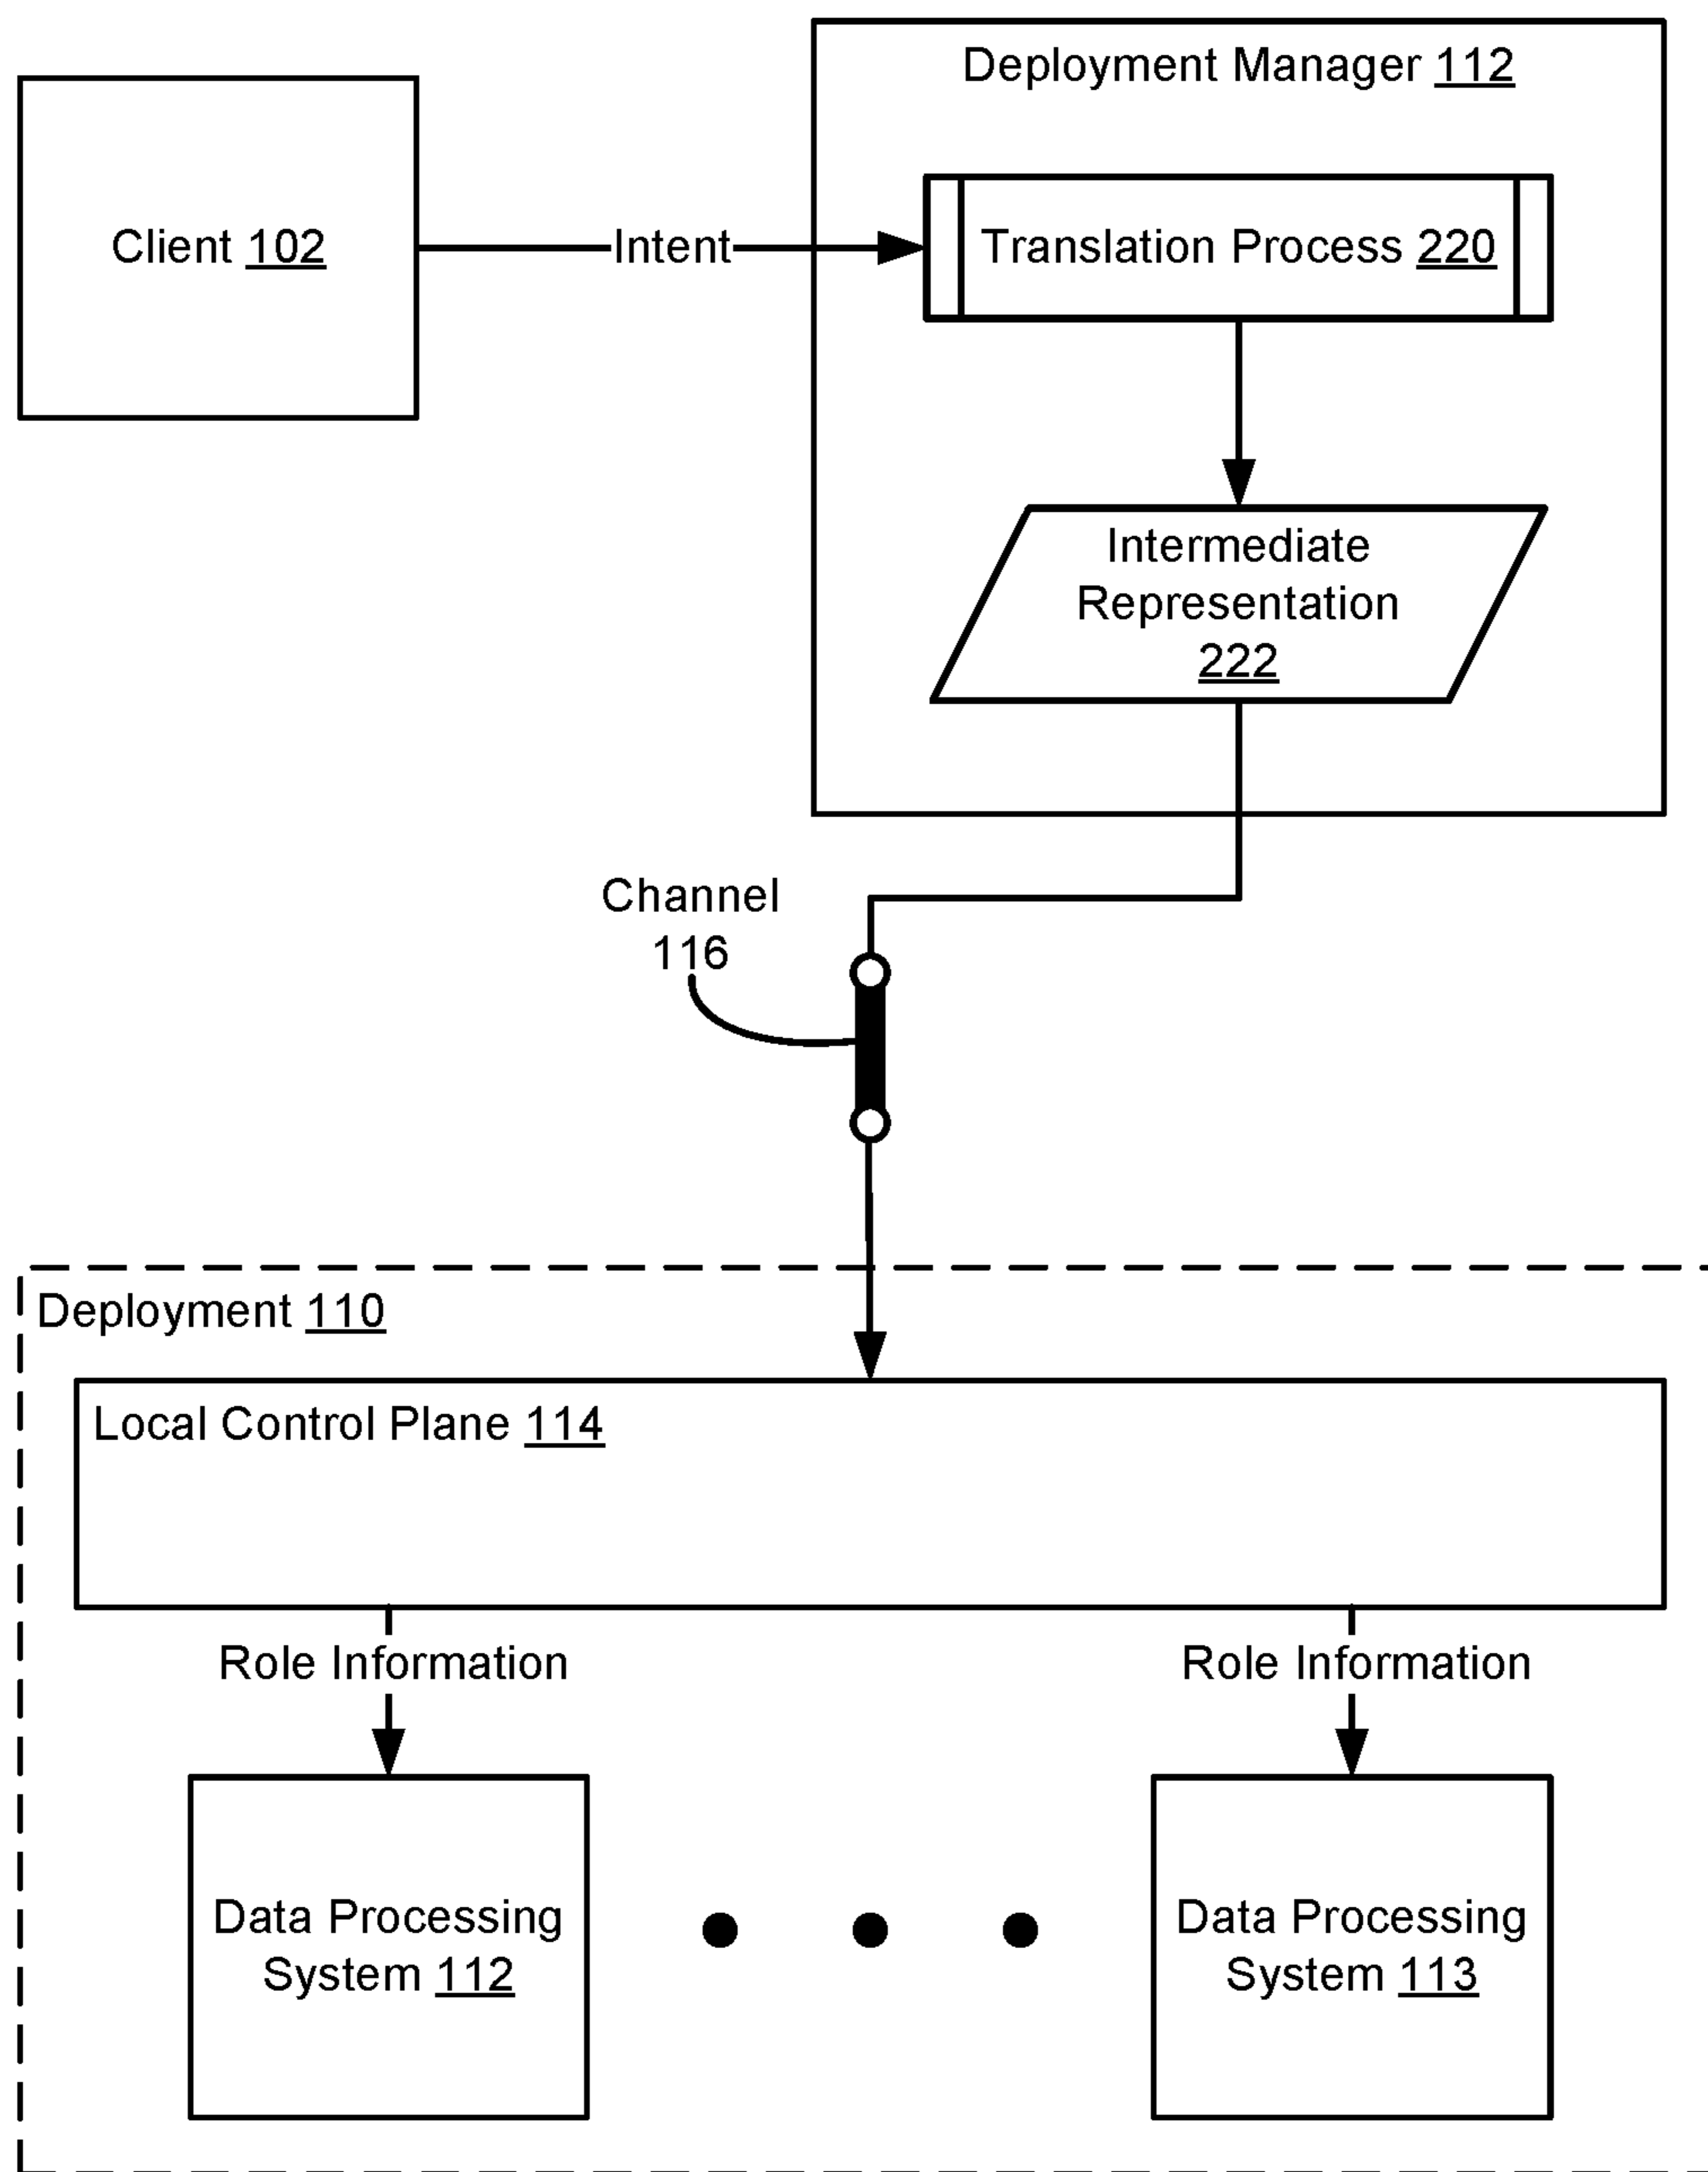 Deployment Manager 112
Client 102
Intent
Translation Process 220
Intermediate
Representation
222
Channel
116
Deployment 110
Local Control Plane 114
Role Information
Role Information
Data Processing
System 112
Data Processing
System 113